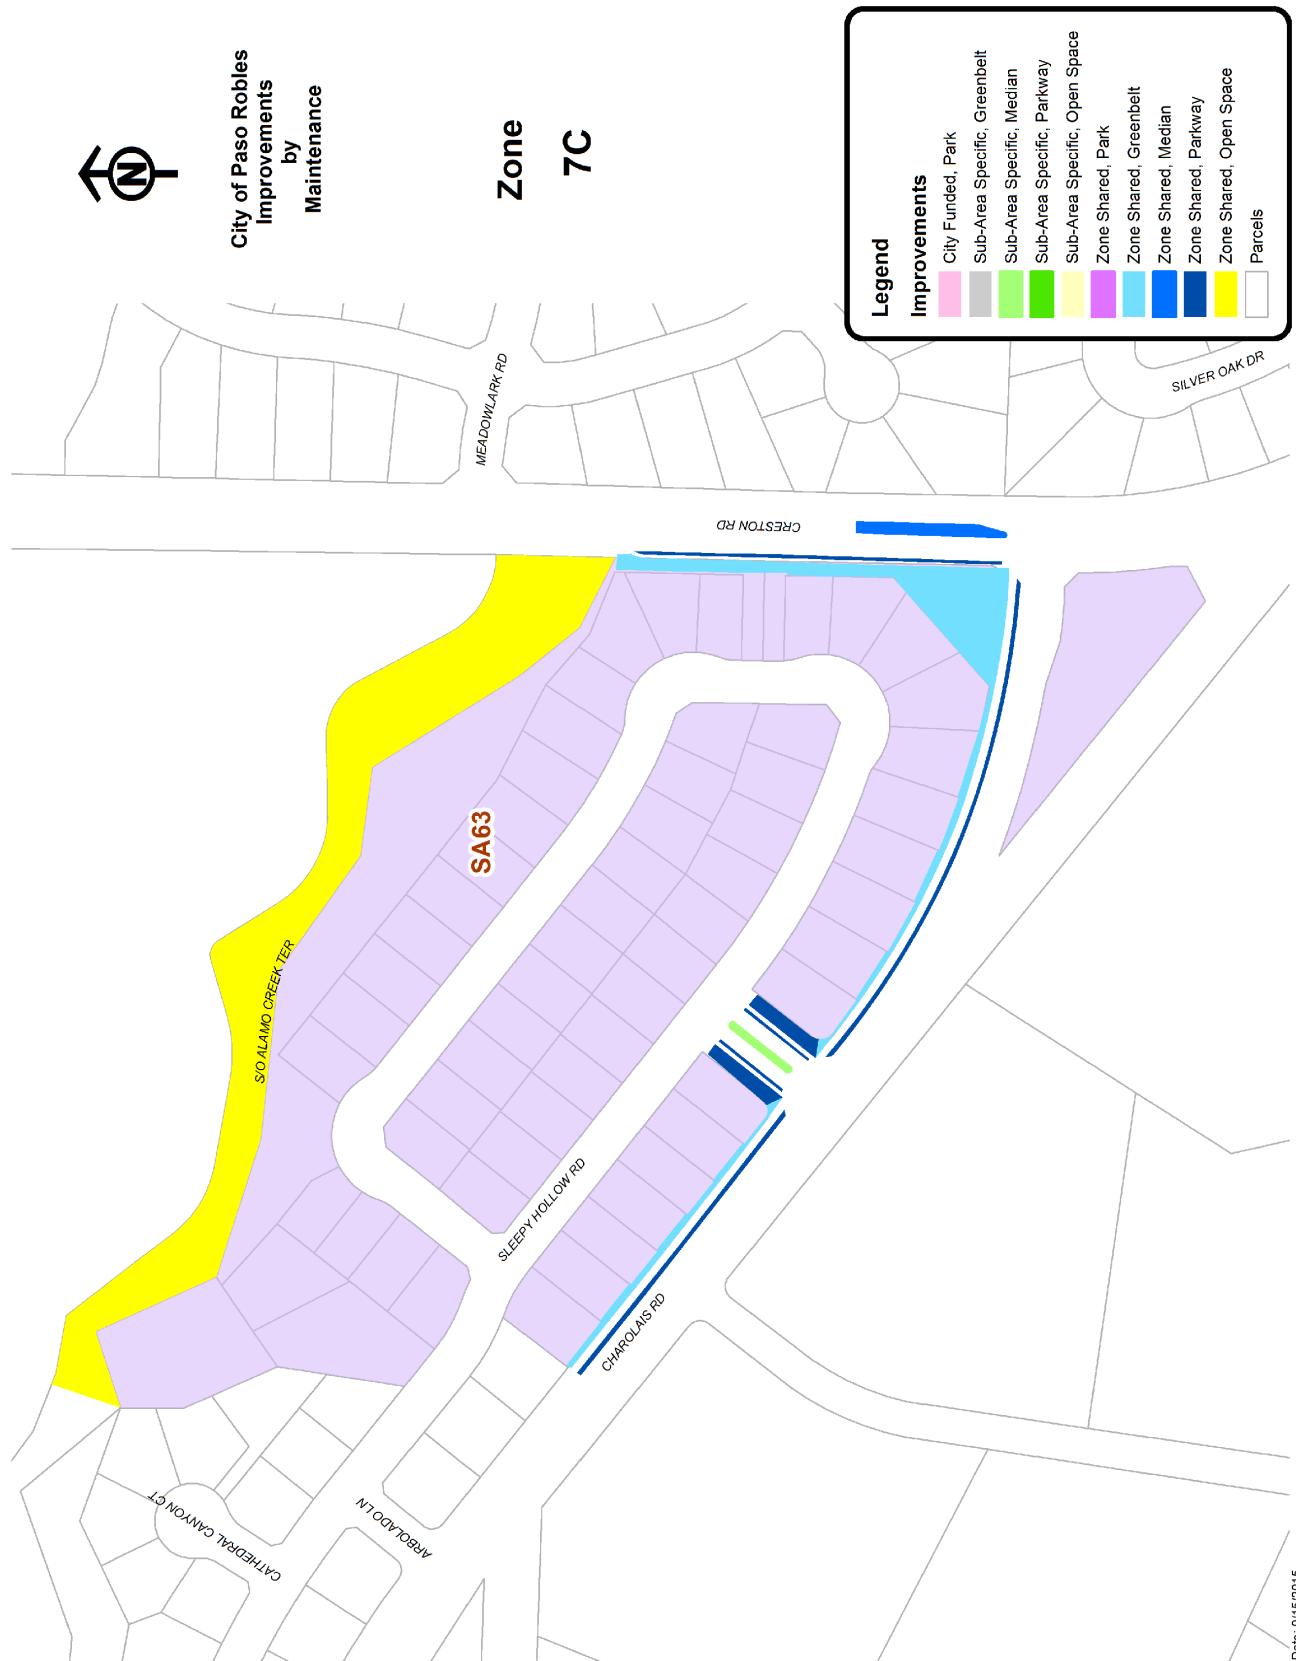 N
City of Paso Robles
Improvements
by
Maintenance
Zone
7C
Legend
Improvements
City Funded, Park
Sub-Area Specific, Greenbelt
Sub-Area Specific, Median
Sub-Area Specific, Parkway
Sub-Area Specific, Open Space
Zone Shared, Park
Zone Shared, Greenbelt
Zone Shared, Median
Zone Shared, Parkway
Zone Shared, Open Space
Parcels
MEADOWLARK RD
SILVER OAK DR
CRESTON RD
SA63
S/O ALAMO CREEK TER
SLEEPY HOLLOW RD
CHAROLAIS RD
CATHEDRAL CANYON CT
ARBOLADO LN